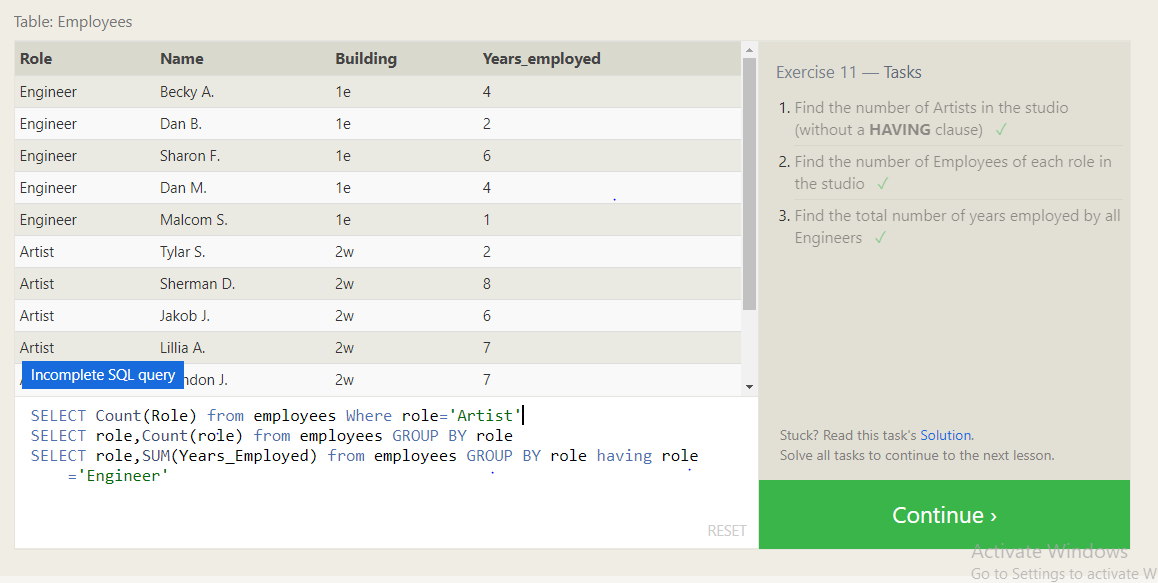 Table: Employees
Role Name Building Years_employed
Engineer Becky A. 1e 4
Engineer Dan B. 1e 2
Engineer Sharon F. 1e 6
Engineer Dan M. 1e 4
Engineer Malcom S. 1e 1
Artist Tylar S. 2w 2
Artist Sherman D. 2w 8
Artist Jakob J. 2w 6
Artist Lillia A. 2w 7
ndon J. 2w 7
Incomplete SQL query
SELECT Count(Role) from employees Where role='Artist'
SELECT role,Count(role) from employees GROUP BY role
SELECT role,SUM(Years_Employed) from employees GROUP BY role having role
='Engineer'
RESET
Exercise 11 — Tasks
1. Find the number of Artists in the studio
(without a HAVING clause) ✓
2. Find the number of Employees of each role in
the studio ✓
3. Find the total number of years employed by all
Engineers ✓
Stuck? Read this task's Solution.
Solve all tasks to continue to the next lesson.
Continue ›
Activate Windows
Go to Settings to activate W